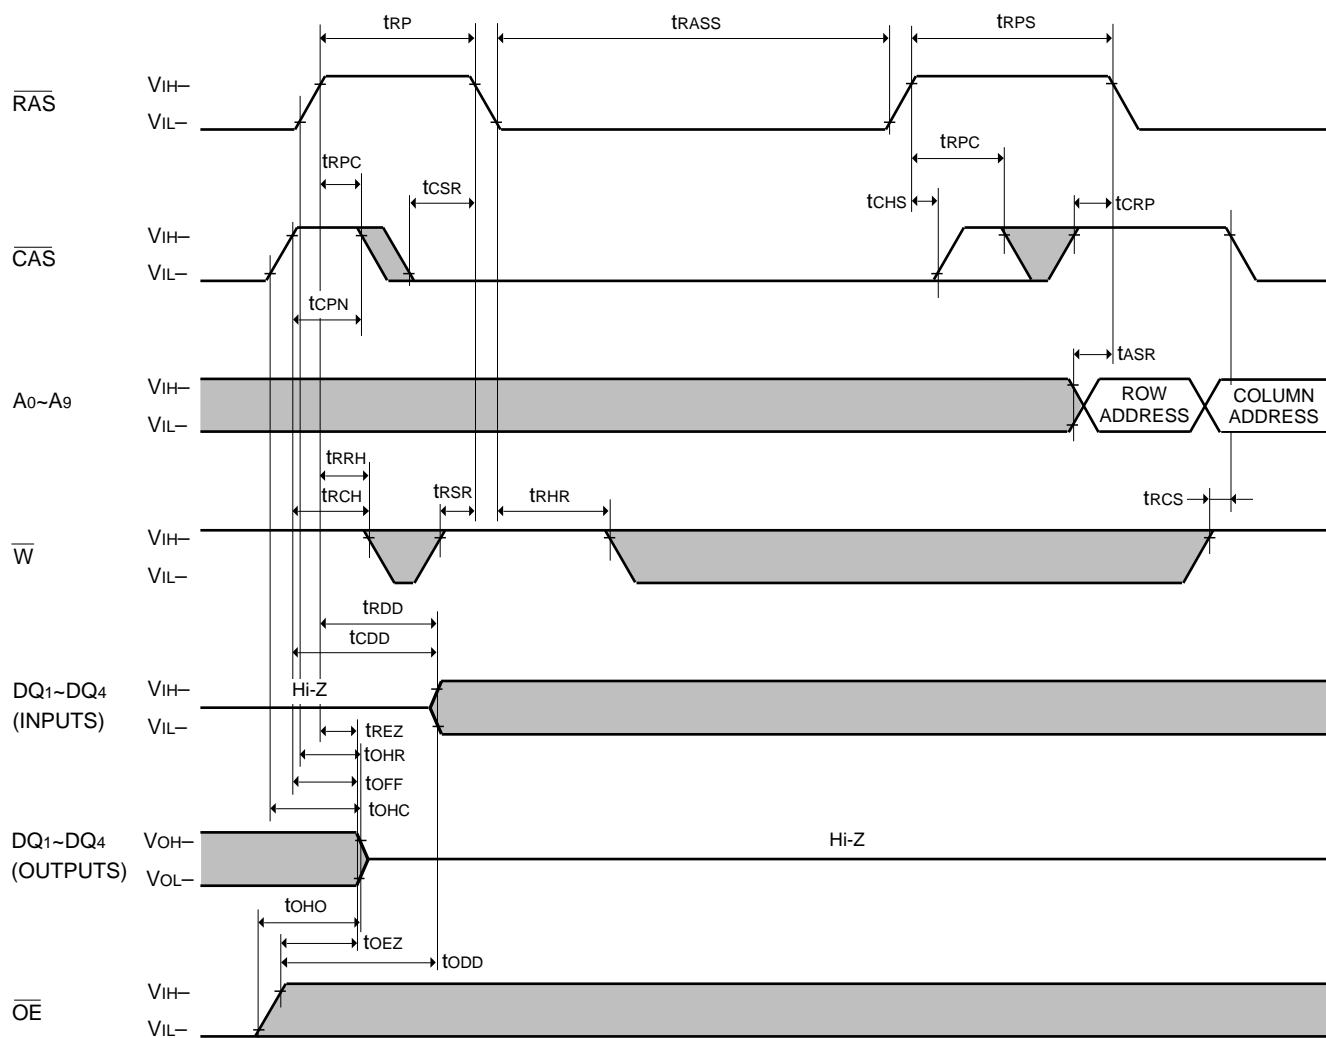 tRP tRASS tRPS
RAS VIH–
VIL–
tRPC tCSR tRPC tCHS tCRP
CAS VIH–
VIL–
tCPN
tASR
A0~A9 VIH–
VIL–
ROW ADDRESS
COLUMN ADDRESS
tRRH
tRCH tRSR tRHR tRCS
W VIH–
VIL–
tRDD
tCDD
DQ1~DQ4 (INPUTS) VIH–
VIL–
Hi-Z
tREZ
tOHR
tOFF
tOHC
DQ1~DQ4 (OUTPUTS) VOH–
VOL–
Hi-Z
tOHO
tOEZ
tODD
OE VIH–
VIL–